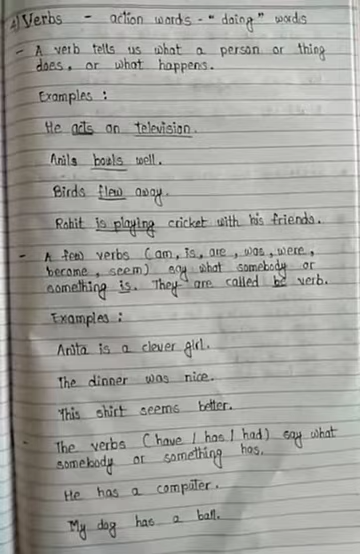 4) Verbs - action words - "doing" words
- A verb tells us what a person or thing
does, or what happens.
Examples :
He acts on television.
Anils bowls well.
Birds flew away.
Rohit is playing cricket with his friends.
- A few verbs (am, is, are, was, were,
become, seem) say what somebody or
something is. They are called be verb.
Examples :
Anita is a clever girl.
The dinner was nice.
This shirt seems better.
- The verbs (have / has / had) say what
somebody or something has.
He has a computer.
My dog has a ball.